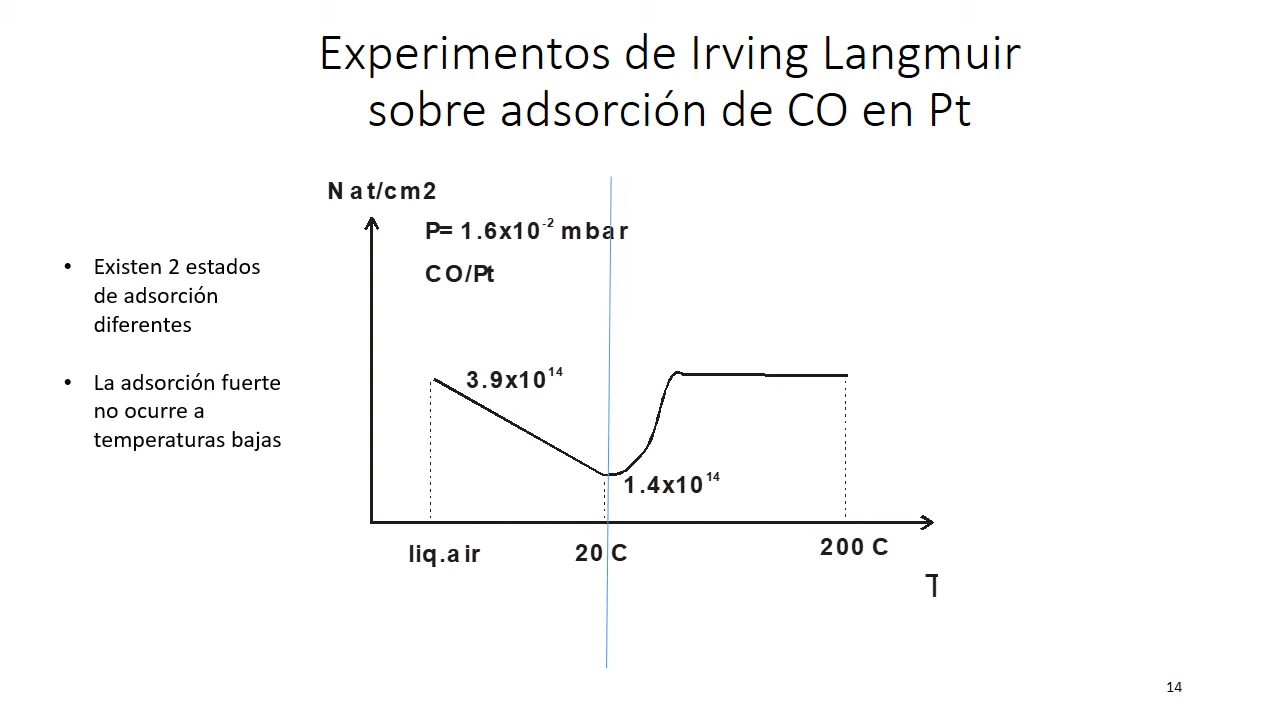 Experimentos de Irving Langmuir
sobre adsorción de CO en Pt
N at/cm2
P= 1.6x10⁻² mbar
CO/Pt
• Existen 2 estados
de adsorción
diferentes
• La adsorción fuerte
no ocurre a
temperaturas bajas
3.9x10¹⁴
1.4x10¹⁴
liq.air
20 C
200 C
T
14